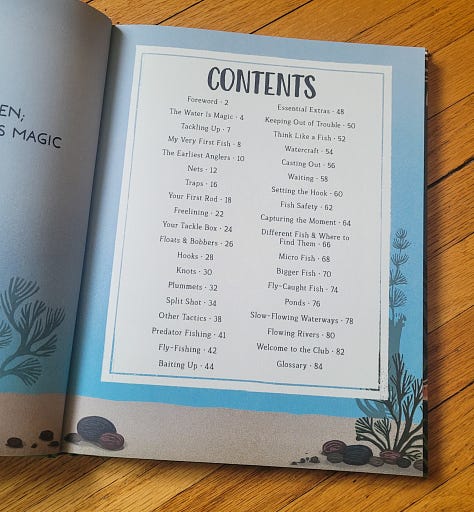 EN;
S MAGIC
CONTENTS
Foreword · 2
The Water Is Magic · 4
Tackling Up · 7
My Very First Fish · 8
The Earliest Anglers · 10
Nets · 12
Traps · 16
Your First Rod · 18
Freelining · 22
Your Tackle Box · 24
Floats & Bobbers · 26
Hooks · 28
Knots · 30
Plummets · 32
Split Shot · 34
Other Tactics · 38
Predator Fishing · 41
Fly-Fishing · 42
Baiting Up · 44
Essential Extras · 48
Keeping Out of Trouble · 50
Think Like a Fish · 52
Watercraft · 54
Casting Out · 56
Waiting · 58
Setting the Hook · 60
Fish Safety · 62
Capturing the Moment · 64
Different Fish & Where to
Find Them · 66
Micro Fish · 68
Bigger Fish · 70
Fly-Caught Fish · 74
Ponds · 76
Slow-Flowing Waterways · 78
Flowing Rivers · 80
Welcome to the Club · 82
Glossary · 84